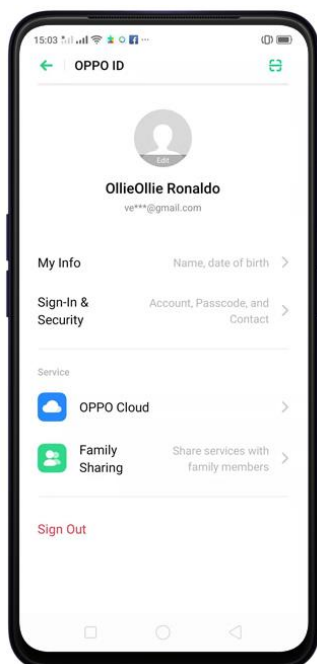 15:03
OPPO ID
Edit
OllieOllie Ronaldo
ve***@gmail.com
My Info
Name, date of birth
Sign-In &
Security
Account, Passcode, and
Contact
Service
OPPO Cloud
Family
Sharing
Share services with
family members
Sign Out